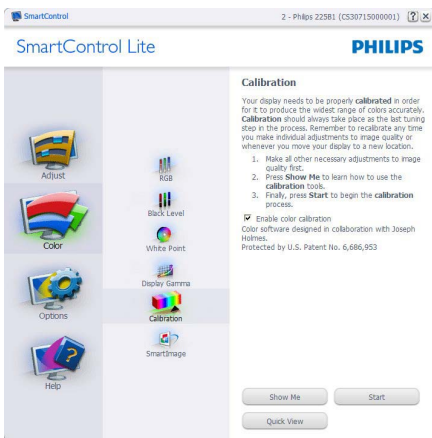 SmartControl
2 - Philips 225B1 (CS30715000001)
SmartControl Lite
PHILIPS
Adjust
Color
Options
Help
RGB
Black Level
White Point
Display Gamma
Calibration
SmartImage
Calibration
Your display needs to be properly calibrated in order
for it to produce the widest range of colors accurately.
Calibration should always take place as the last tuning
step in the process. Remember to recalibrate any time
you make individual adjustments to image quality or
whenever you move your display to a new location.
1. Make all other necessary adjustments to image
quality first.
2. Press Show Me to learn how to use the
calibration tools.
3. Finally, press Start to begin the calibration
process.
Enable color calibration
Color software designed in collaboration with Joseph
Holmes.
Protected by U.S. Patent No. 6,686,953
Show Me
Start
Quick View